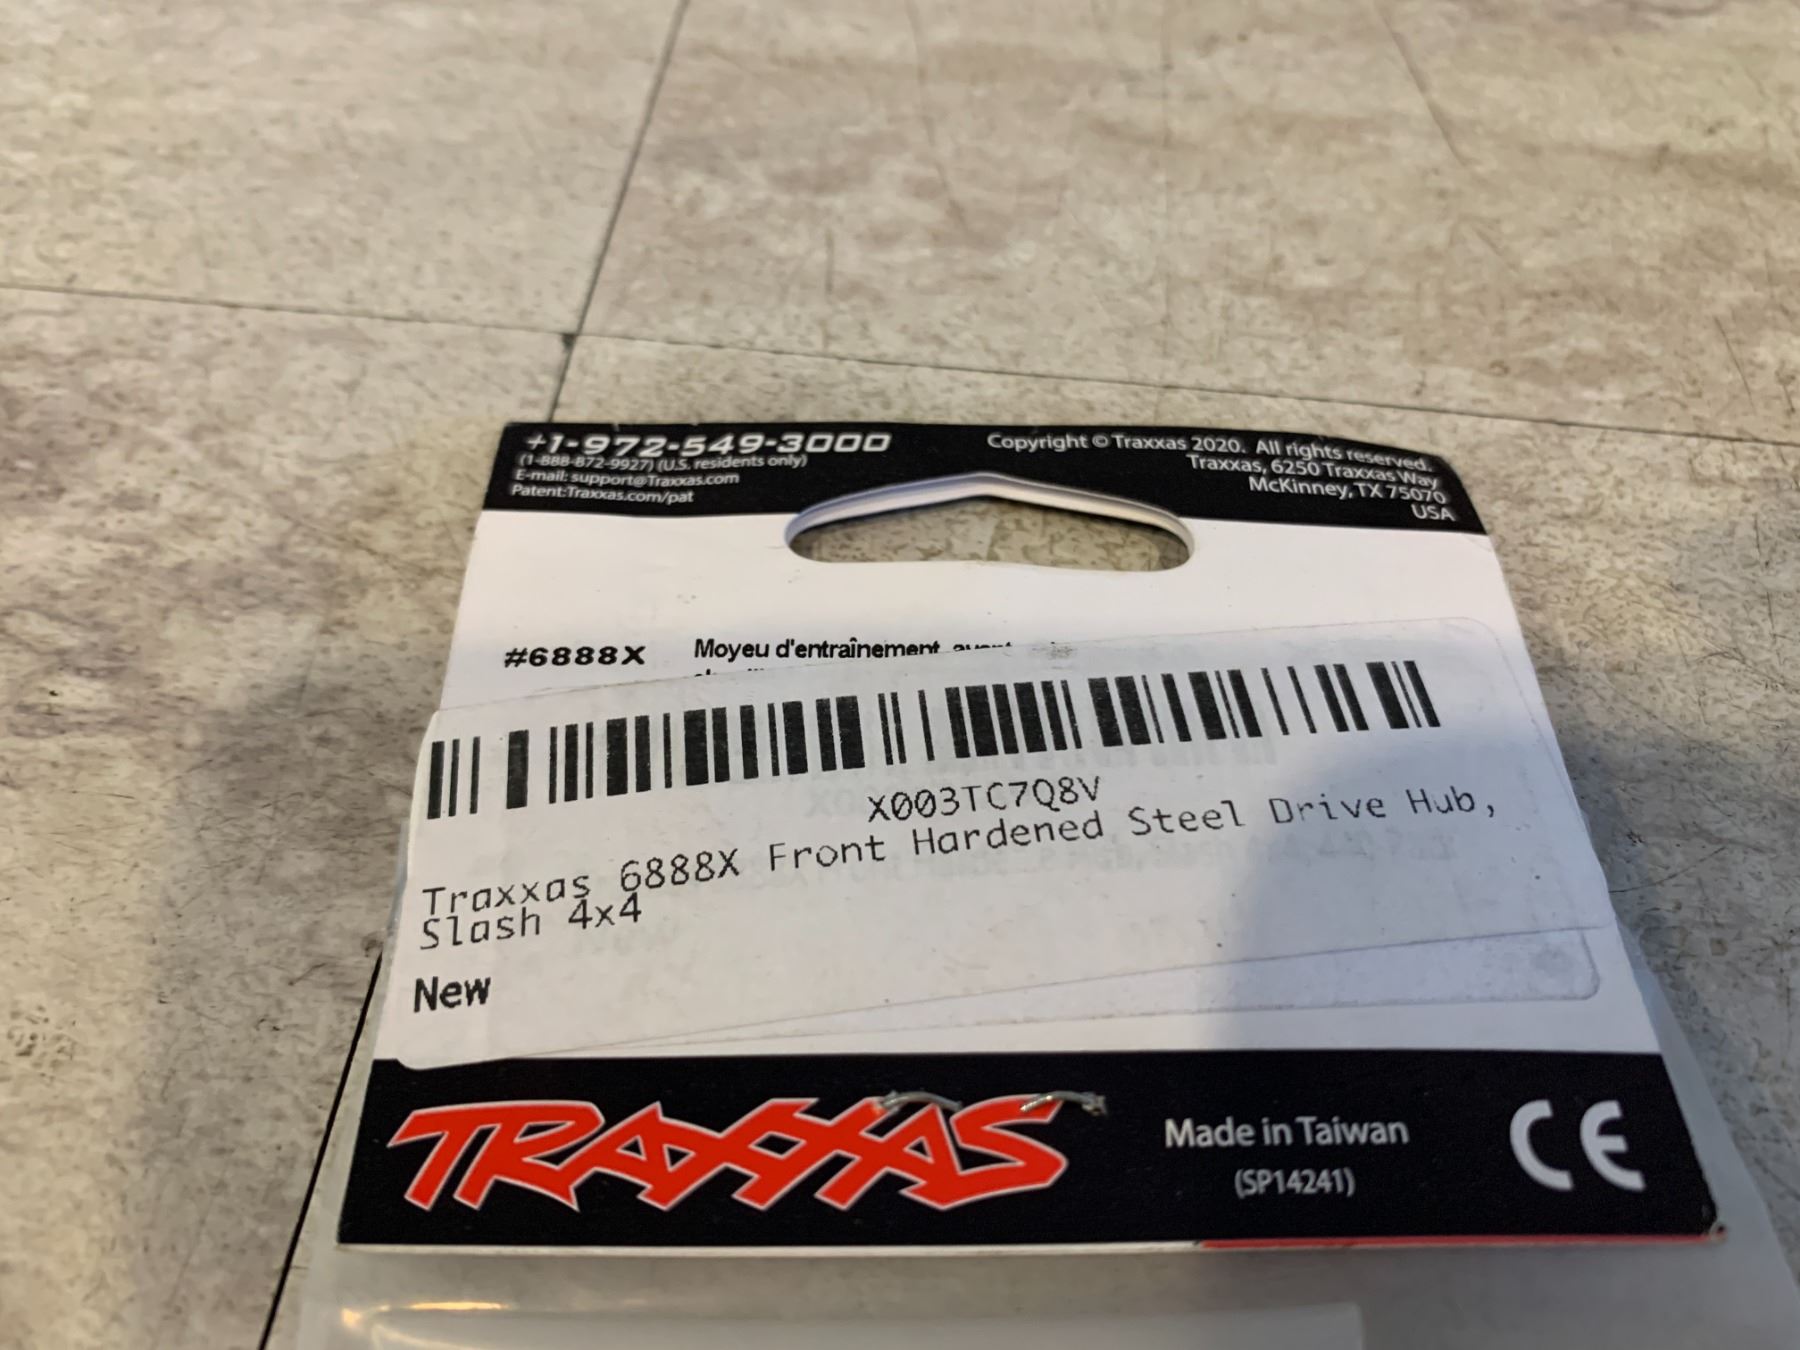 +1-972-549-3000
(1-888-872-9927) (U.S. residents only)
E-mail: support@Traxxas.com
Patent:Traxxas.com/pat
Copyright © Traxxas 2020. All rights reserved.
Traxxas, 6250 Traxxas Way
McKinney, TX 75070
USA
#6888X
Moyeu d'entraînement, avant
X003TC7Q8V
Traxxas 6888X Front Hardened Steel Drive Hub,
Slash 4x4
New
TRAXXAS
Made in Taiwan
(SP14241)
CE